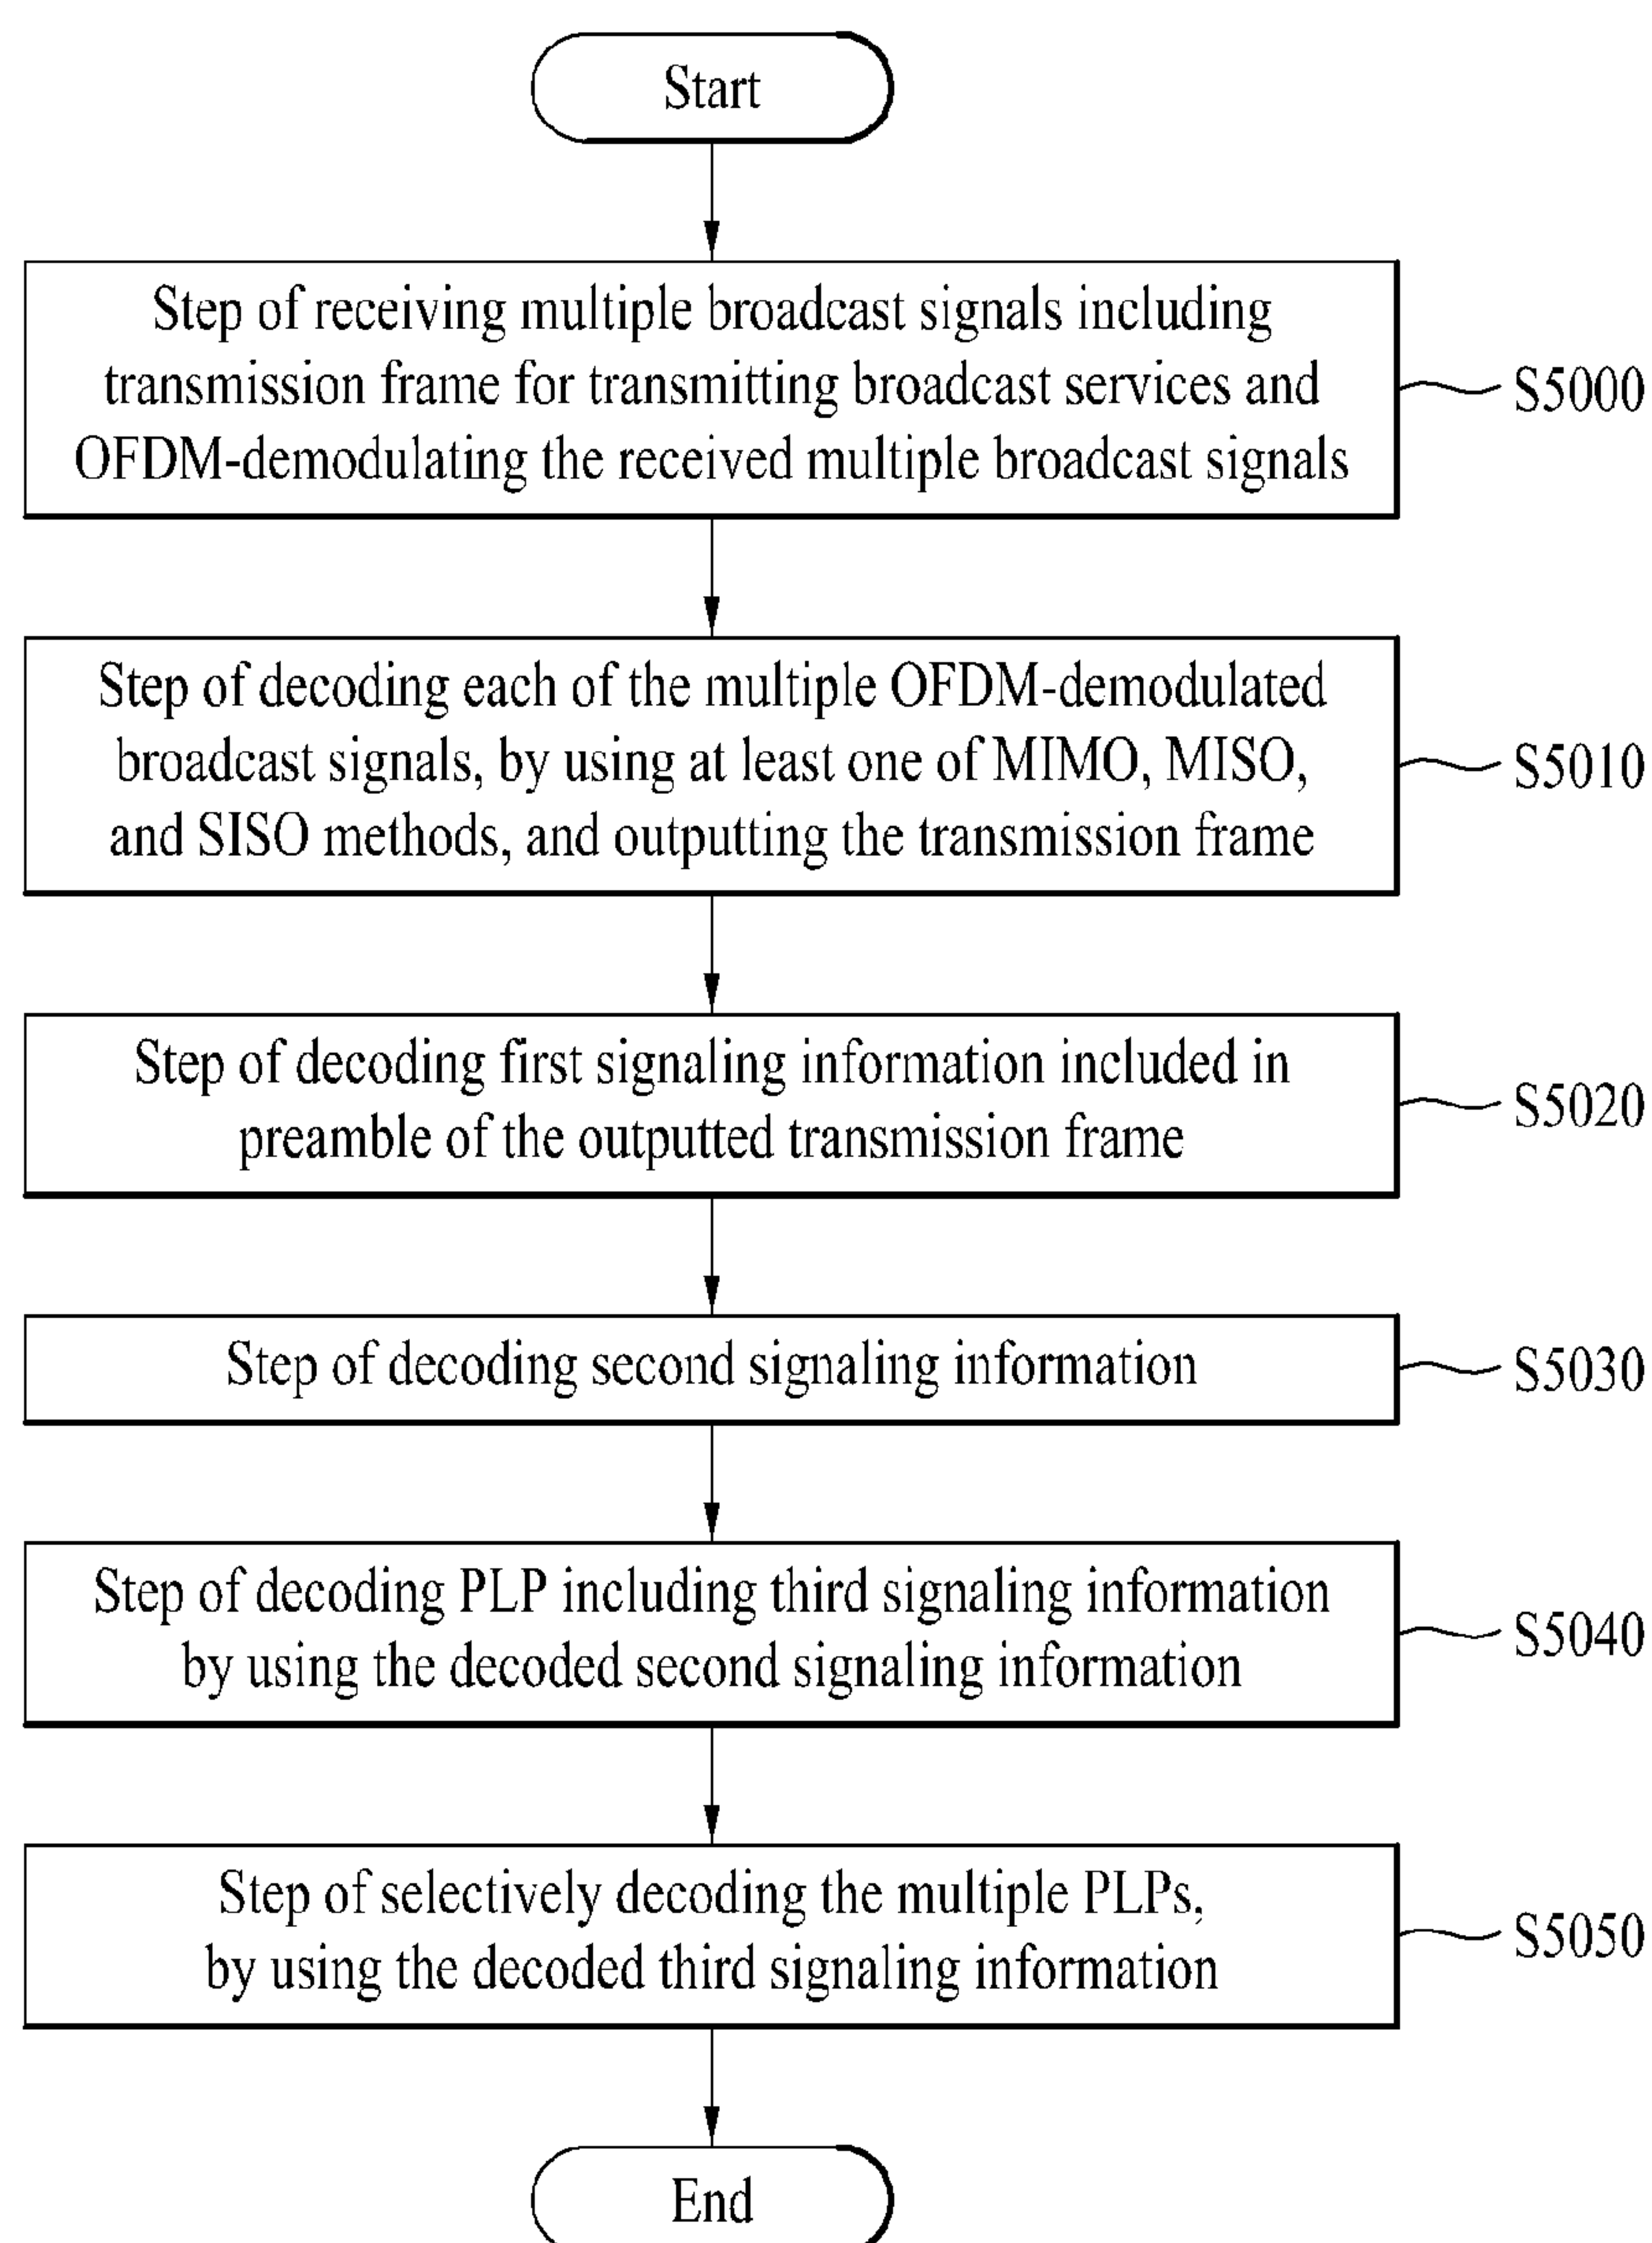 Start
Step of receiving multiple broadcast signals including
transmission frame for transmitting broadcast services and
OFDM-demodulating the received multiple broadcast signals
S5000
Step of decoding each of the multiple OFDM-demodulated
broadcast signals, by using at least one of MIMO, MISO,
and SISO methods, and outputting the transmission frame
S5010
Step of decoding first signaling information included in
preamble of the outputted transmission frame
S5020
Step of decoding second signaling information
S5030
Step of decoding PLP including third signaling information
by using the decoded second signaling information
S5040
Step of selectively decoding the multiple PLPs,
by using the decoded third signaling information
S5050
End